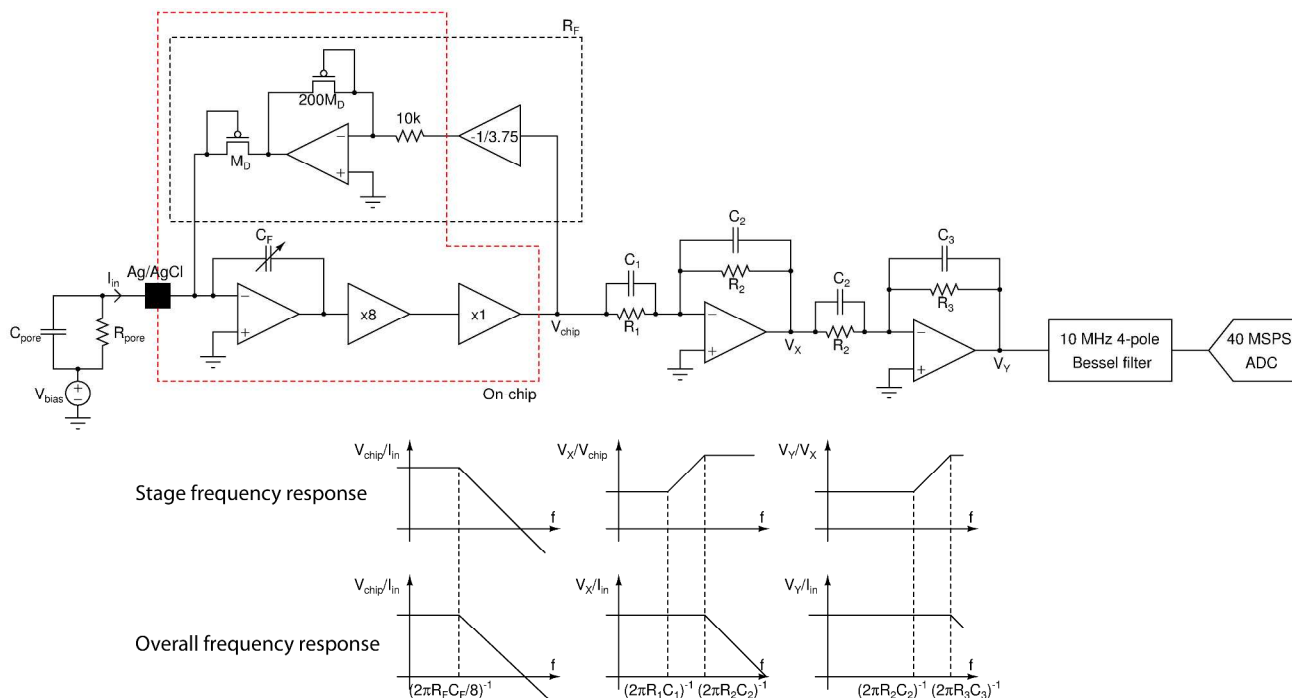 R_F
200M_D
10k
-1/3.75
M_D
−
+
C_F
Ag/AgCl
I_in
C_pore
R_pore
V_bias
+
−
−
+
x8
x1
On chip
V_chip
C_1
R_1
C_2
R_2
−
+
V_X
C_2
R_2
C_3
R_3
−
+
V_Y
10 MHz 4-pole
Bessel filter
40 MSPS
ADC
Stage frequency response
V_chip/I_in
f
V_X/V_chip
f
V_Y/V_X
f
Overall frequency response
V_chip/I_in
f
(2πR_FC_F/8)⁻¹
V_X/I_in
f
(2πR_1C_1)⁻¹ (2πR_2C_2)⁻¹
V_Y/I_in
f
(2πR_2C_2)⁻¹ (2πR_3C_3)⁻¹